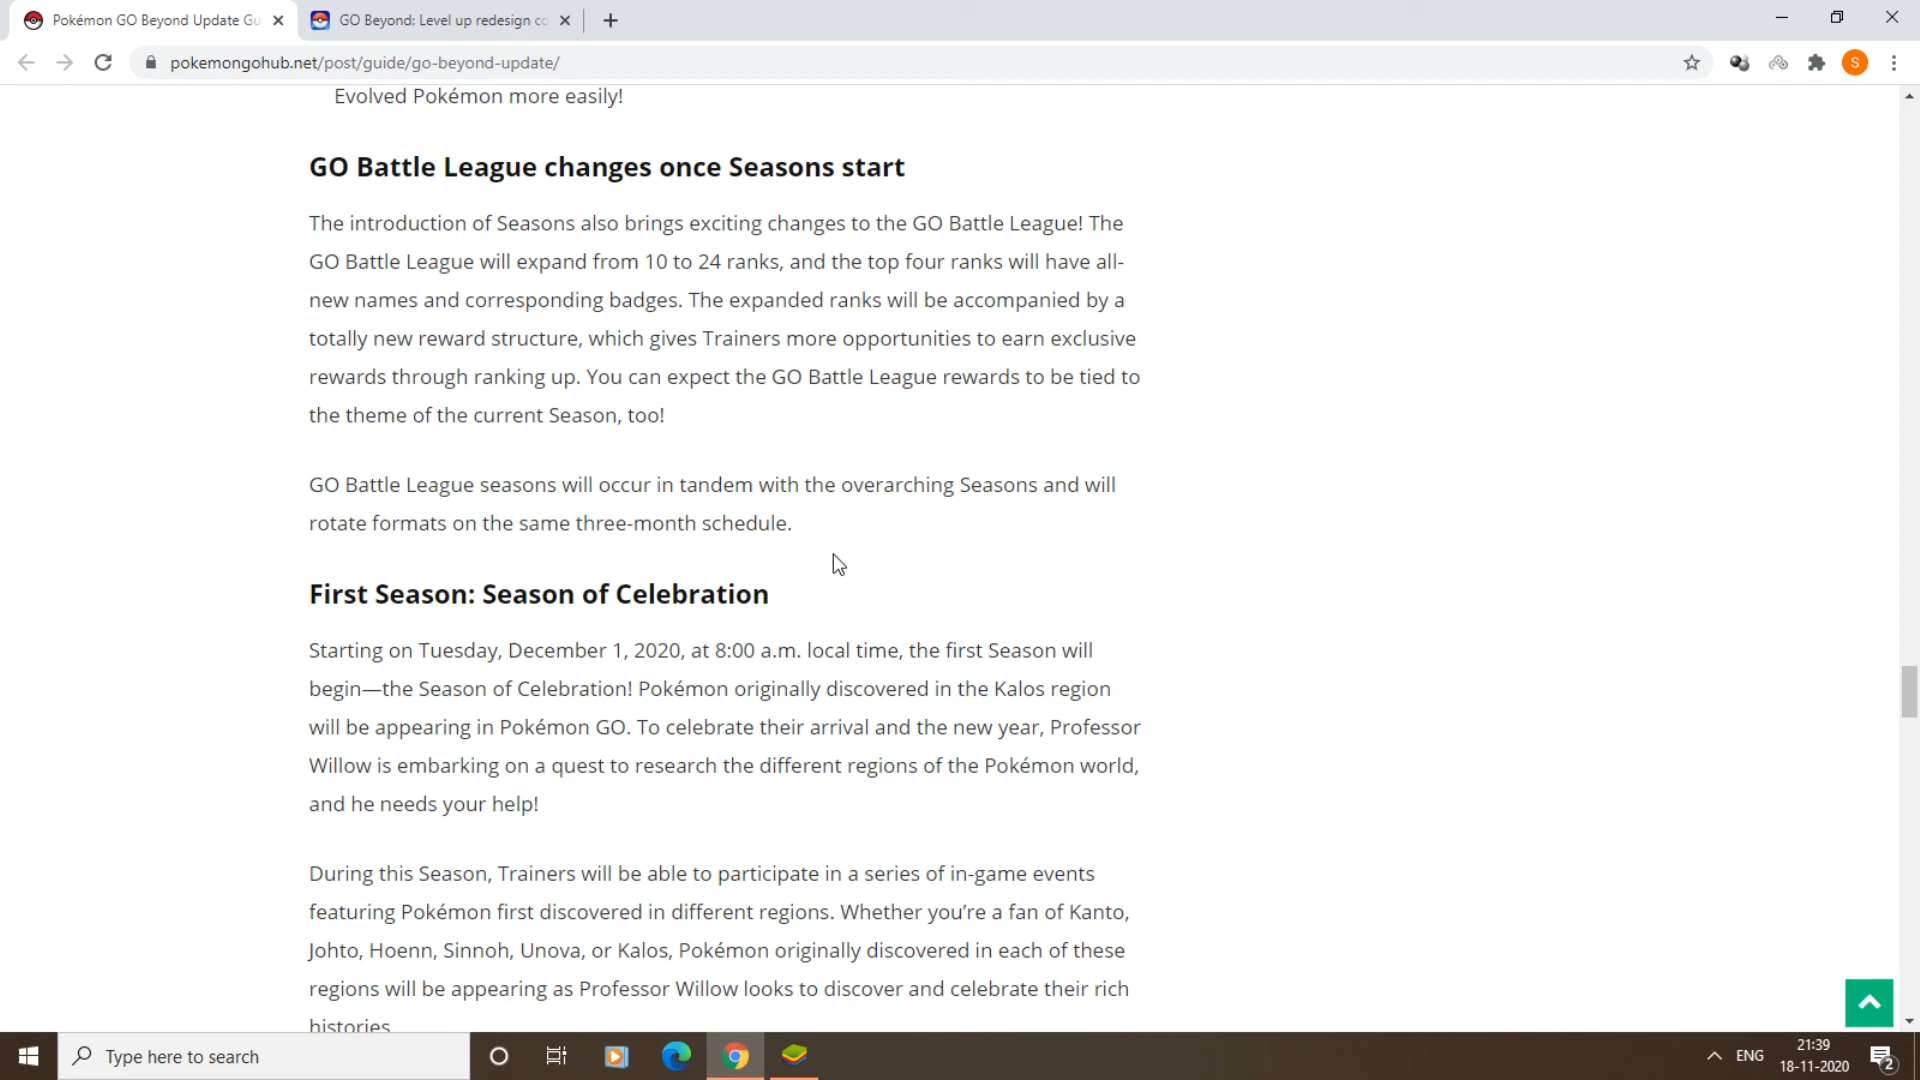 Pokémon GO Beyond Update Gu
GO Beyond: Level up redesign co
pokemongohub.net/post/guide/go-beyond-update/
S
Evolved Pokémon more easily!
GO Battle League changes once Seasons start
The introduction of Seasons also brings exciting changes to the GO Battle League! The
GO Battle League will expand from 10 to 24 ranks, and the top four ranks will have all-
new names and corresponding badges. The expanded ranks will be accompanied by a
totally new reward structure, which gives Trainers more opportunities to earn exclusive
rewards through ranking up. You can expect the GO Battle League rewards to be tied to
the theme of the current Season, too!
GO Battle League seasons will occur in tandem with the overarching Seasons and will
rotate formats on the same three-month schedule.
First Season: Season of Celebration
Starting on Tuesday, December 1, 2020, at 8:00 a.m. local time, the first Season will
begin—the Season of Celebration! Pokémon originally discovered in the Kalos region
will be appearing in Pokémon GO. To celebrate their arrival and the new year, Professor
Willow is embarking on a quest to research the different regions of the Pokémon world,
and he needs your help!
During this Season, Trainers will be able to participate in a series of in-game events
featuring Pokémon first discovered in different regions. Whether you’re a fan of Kanto,
Johto, Hoenn, Sinnoh, Unova, or Kalos, Pokémon originally discovered in each of these
regions will be appearing as Professor Willow looks to discover and celebrate their rich
histories
Type here to search
ENG
21:39
18-11-2020
2